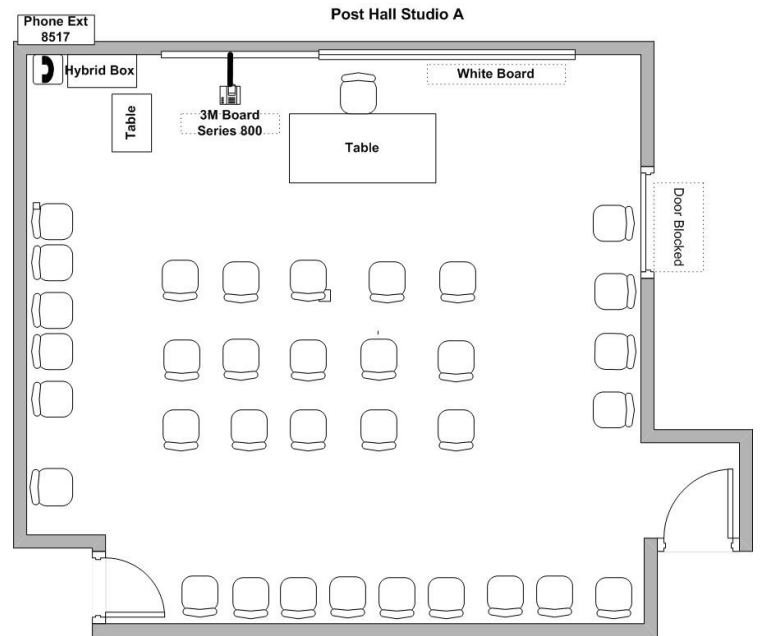 Post Hall Studio A
Phone Ext
8517
Hybrid Box
White Board
Table
3M Board
Series 800
Table
Door Blocked